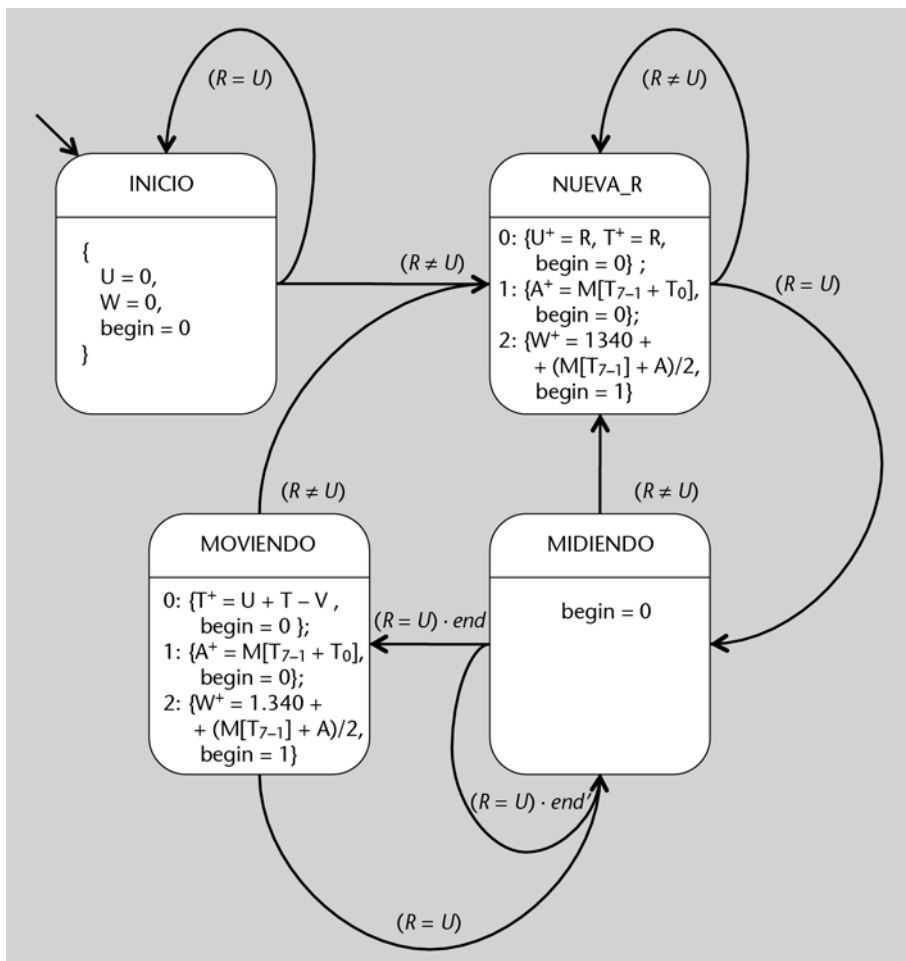 (R = U)
(R ≠ U)
INICIO
{
U = 0,
W = 0,
begin = 0
}
(R ≠ U)
NUEVA_R
0: {U⁺ = R, T⁺ = R,
begin = 0} ;
1: {A⁺ = M[T₇₋₁ + T₀],
begin = 0};
2: {W⁺ = 1340 +
+ (M[T₇₋₁] + A)/2,
begin = 1}
(R = U)
(R ≠ U)
(R ≠ U)
MOVIENDO
0: {T⁺ = U + T – V ,
begin = 0 };
1: {A⁺ = M[T₇₋₁ + T₀],
begin = 0};
2: {W⁺ = 1.340 +
+ (M[T₇₋₁] + A)/2,
begin = 1}
(R = U) · end
MIDIENDO
begin = 0
(R = U) · end'
(R = U)